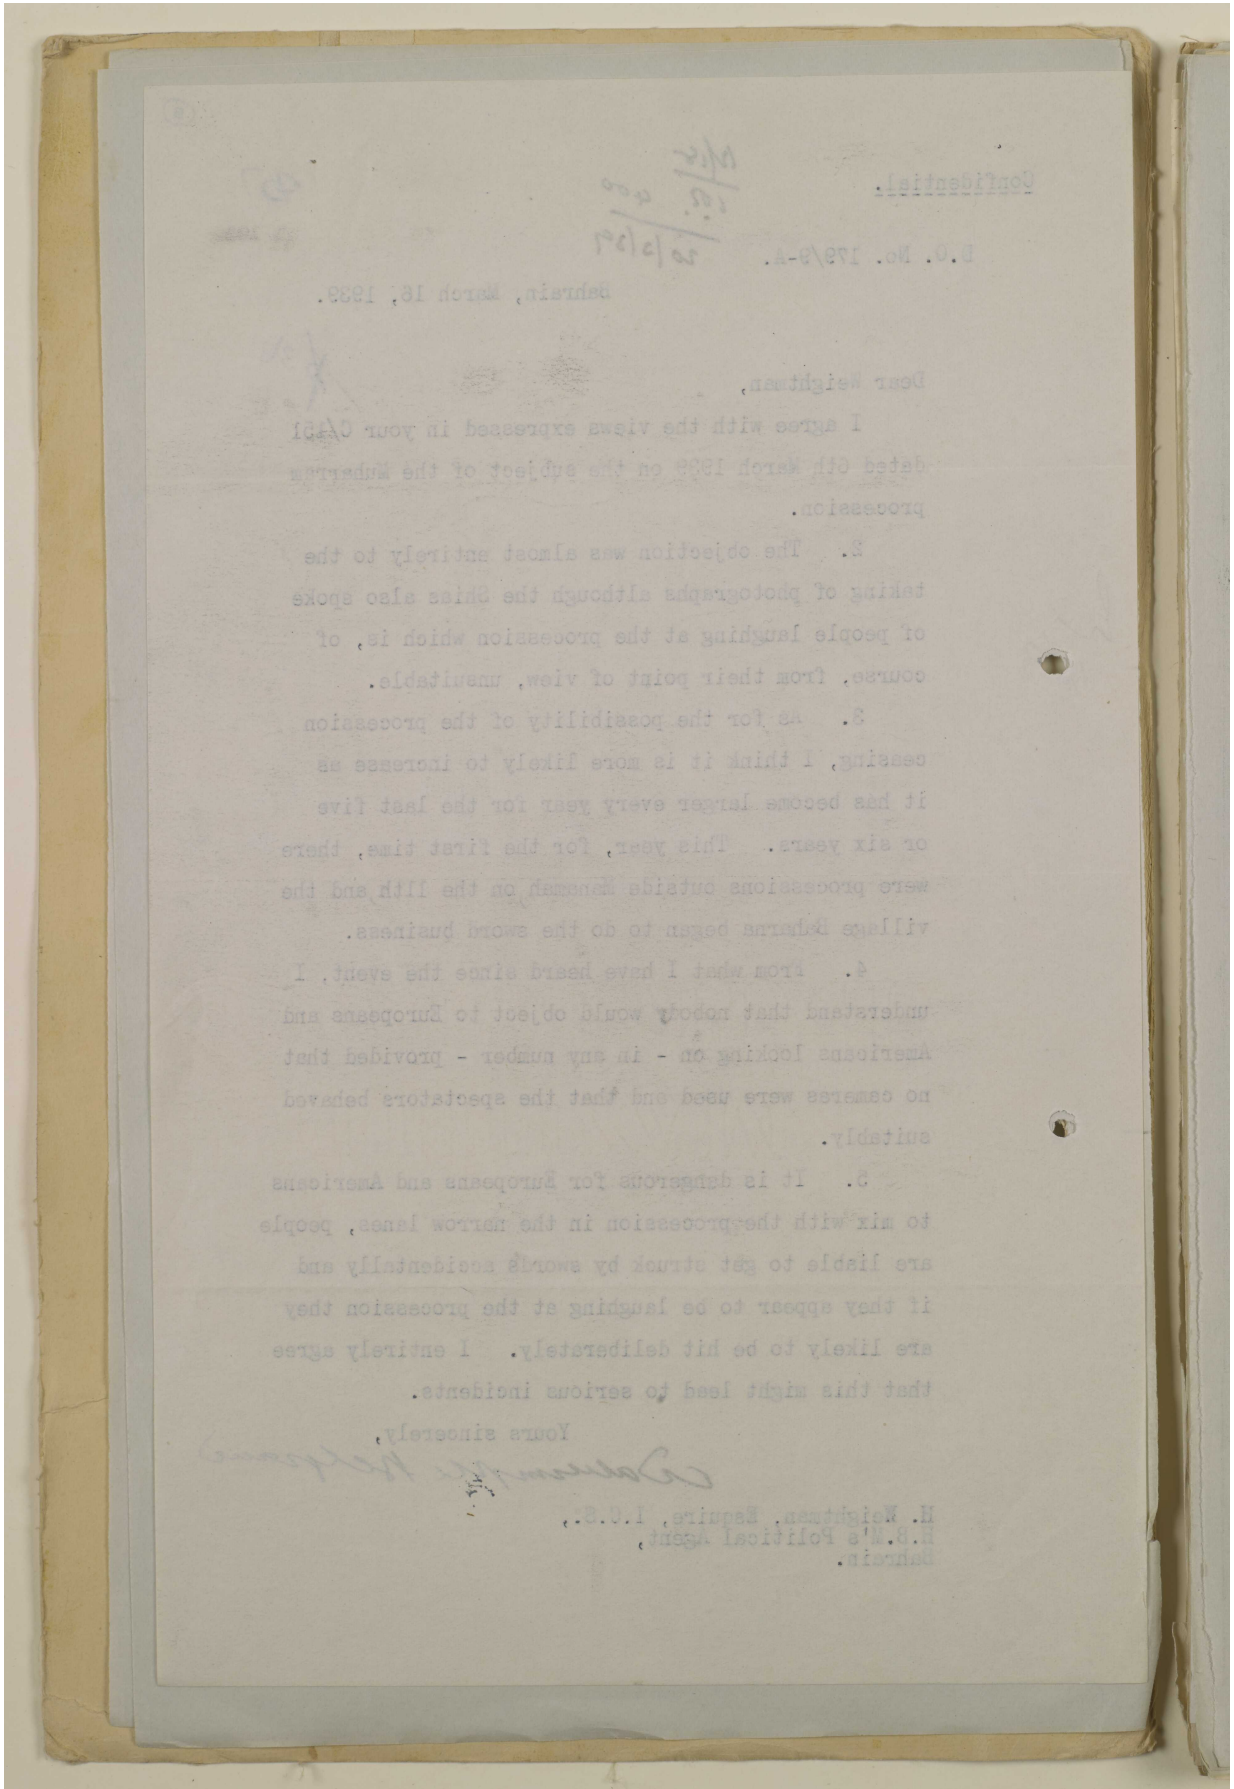 Confidential.
D.O. No. 179/9-A.
20/3/39
Bahrain, March 16, 1939.
Dear Weightman,
I agree with the views expressed in your C/151
dated 6th March 1939 on the subject of the Muharram
procession.
2. The objection was almost entirely to the
taking of photographs although the Shias also spoke
of people laughing at the procession which is, of
course, from their point of view, unsuitable.
3. As for the possibility of the procession
ceasing, I think it is more likely to increase as
it has become larger every year for the last five
or six years. This year, for the first time, there
were processions outside Manamah on the 11th and the
village Baharna began to do the sword business.
4. From what I have heard since the event, I
understand that nobody would object to Europeans and
Americans looking on - in any number - provided that
no cameras were used and that the spectators behaved
suitably.
5. It is dangerous for Europeans and Americans
to mix with the procession in the narrow lanes, people
are liable to get struck by swords accidentally and
if they appear to be laughing at the procession they
are likely to be hit deliberately. I entirely agree
that this might lead to serious incidents.
Yours sincerely,
CDalrymple Belgrave
H. Weightman, Esquire, I.C.S.,
H.B.M's Political Agent,
Bahrain.